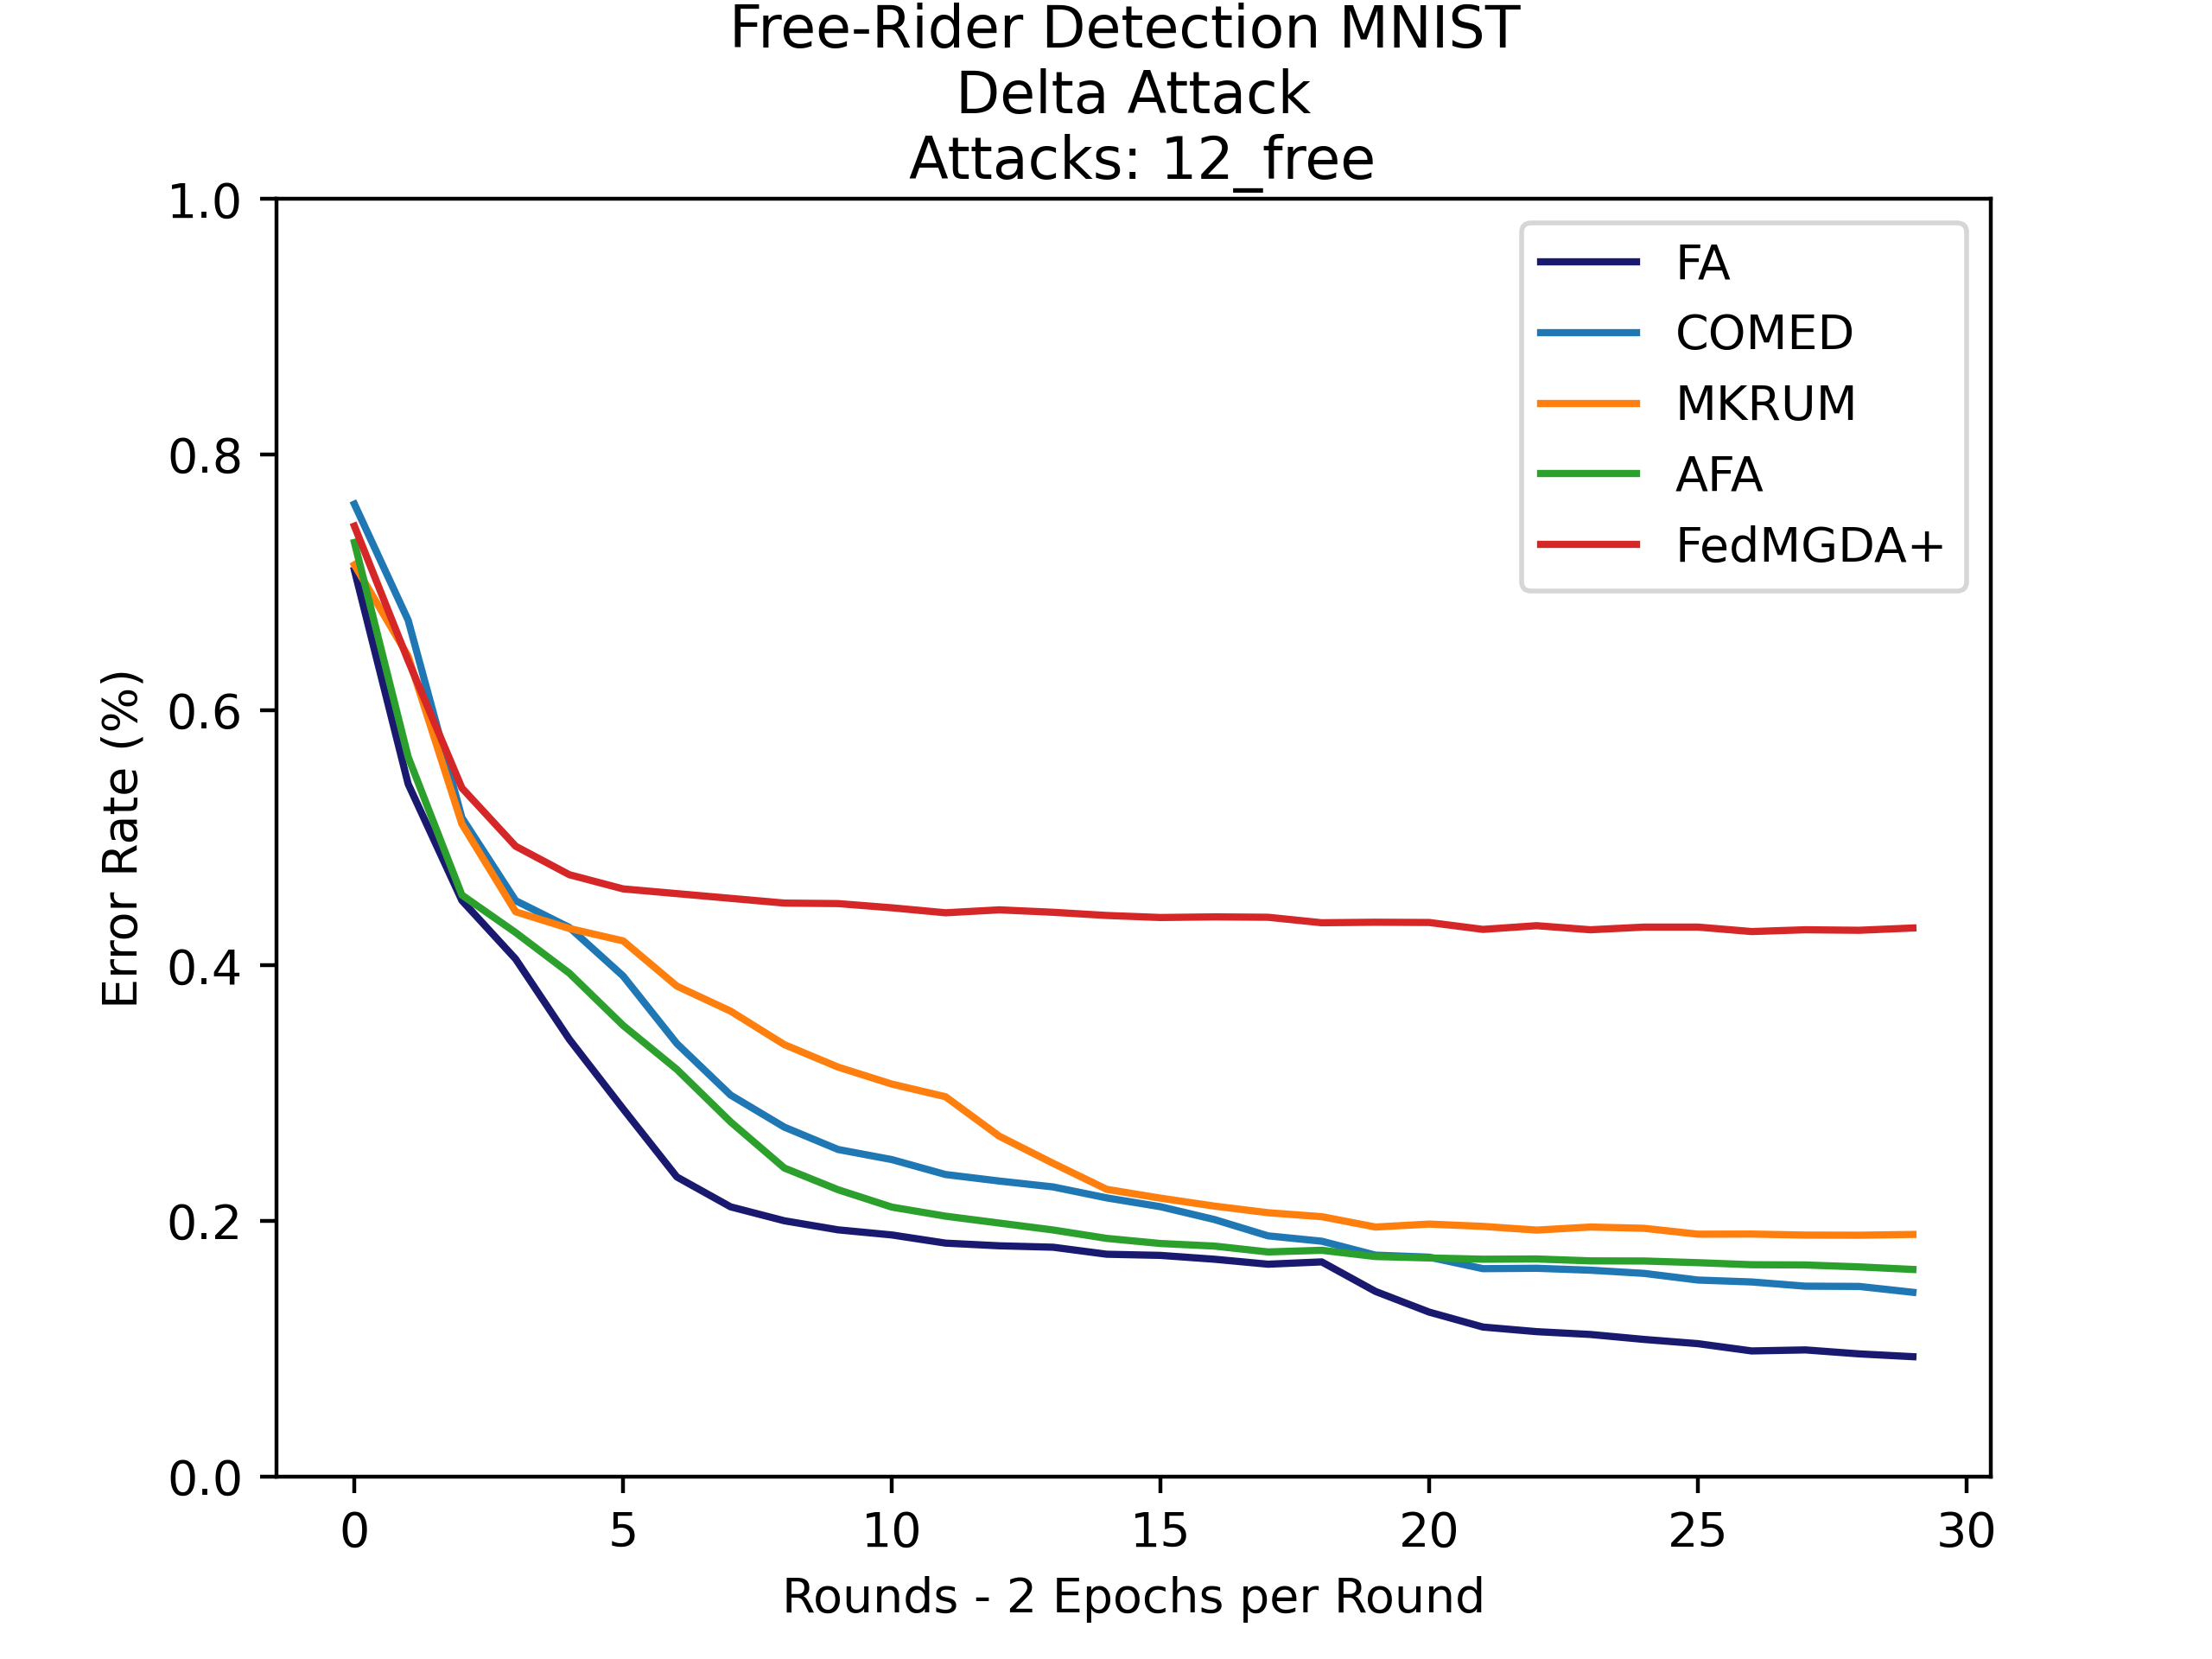 Free-Rider Detection MNIST
Delta Attack
Attacks: 12_free
1.0
0.8
0.6
0.4
0.2
0.0
Error Rate (%)
FA
COMED
MKRUM
AFA
FedMGDA+
0 5 10 15 20 25 30
Rounds - 2 Epochs per Round